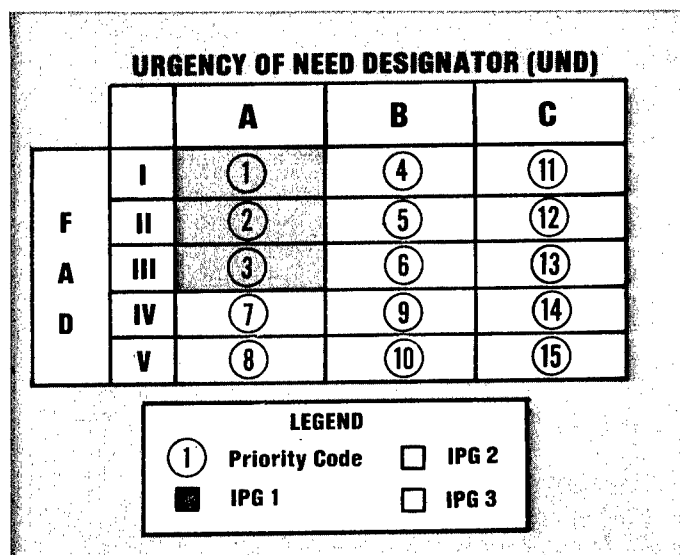 URGENCY OF NEED DESIGNATOR (UND)
A B C
I 1 4 11
F II 2 5 12
A III 3 6 13
D IV 7 9 14
V 8 10 15
LEGEND
1 Priority Code IPG 2
IPG 1 IPG 3